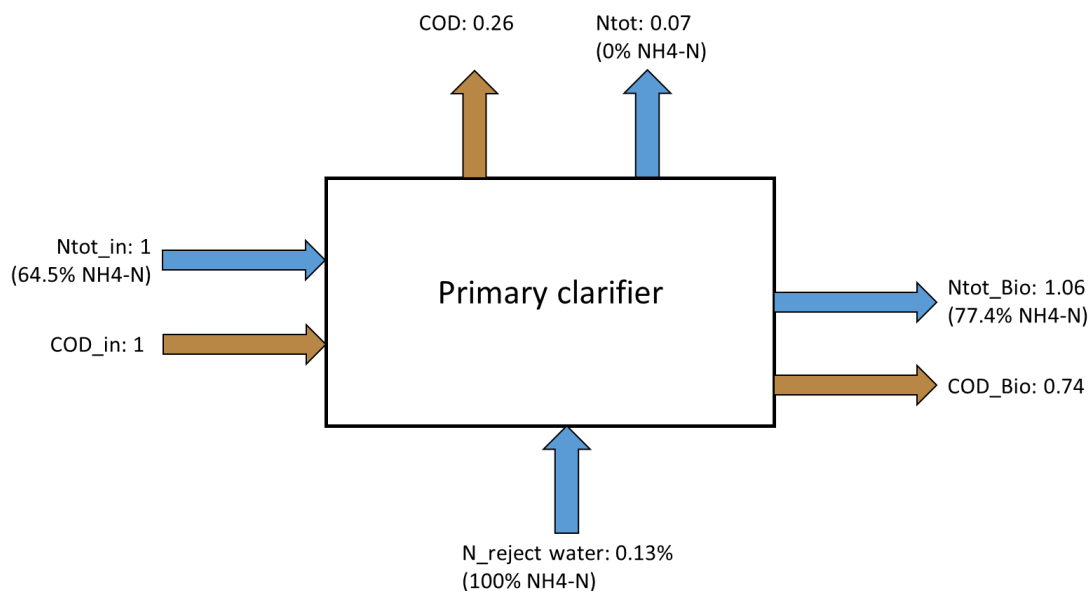 COD: 0.26
Ntot: 0.07
(0% NH4-N)
Ntot_in: 1
(64.5% NH4-N)
COD_in: 1
Primary clarifier
Ntot_Bio: 1.06
(77.4% NH4-N)
COD_Bio: 0.74
N_reject water: 0.13%
(100% NH4-N)